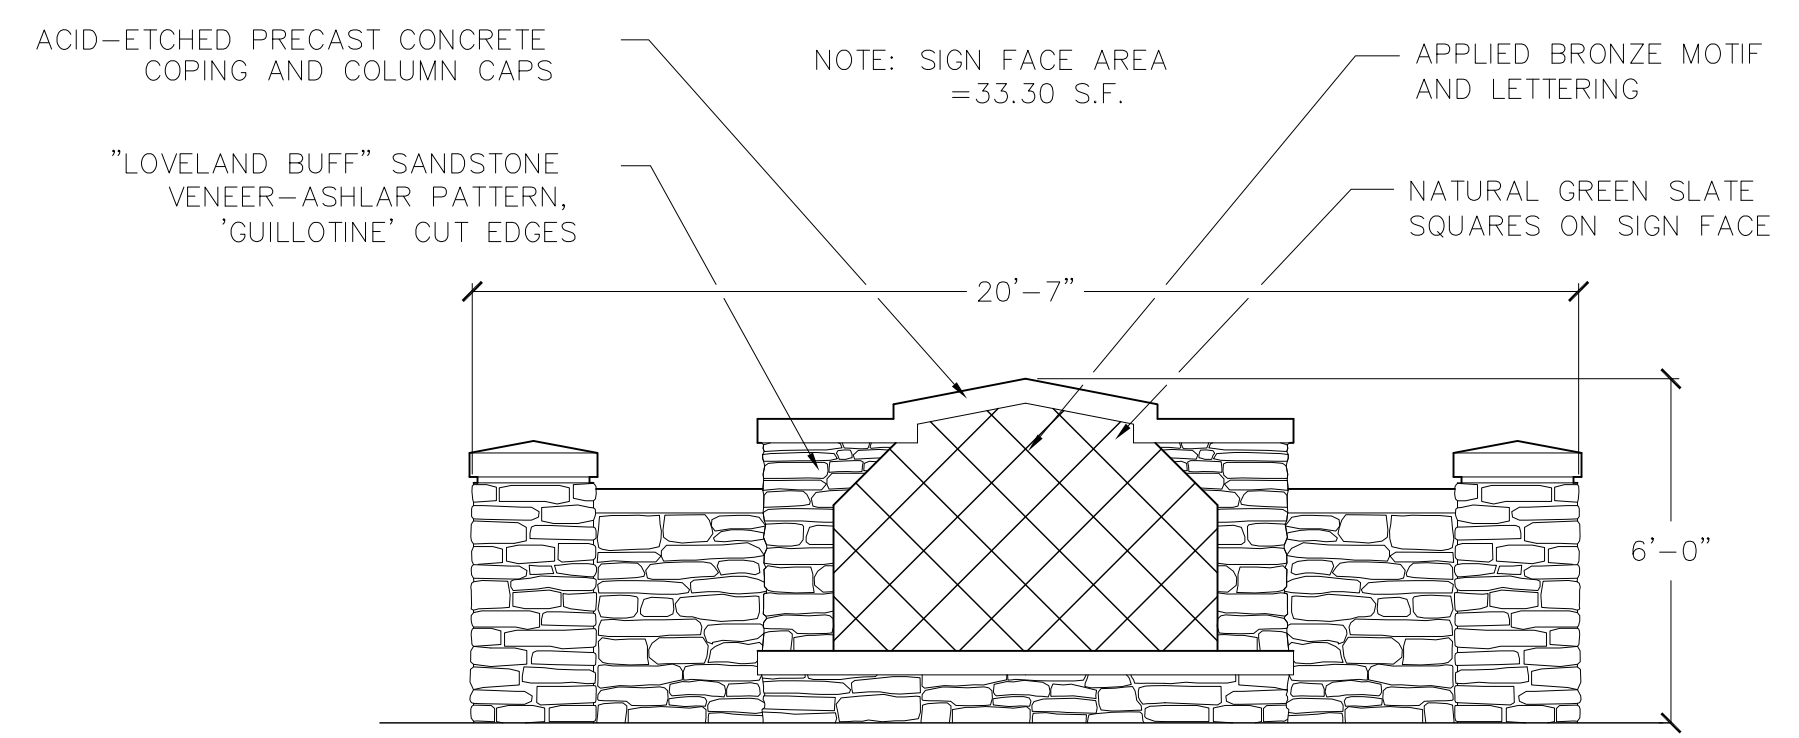 ACID-ETCHED PRECAST CONCRETE
COPING AND COLUMN CAPS
NOTE: SIGN FACE AREA
=33.30 S.F.
APPLIED BRONZE MOTIF
AND LETTERING
"LOVELAND BUFF" SANDSTONE
VENEER-ASHLAR PATTERN,
'GUILLOTINE' CUT EDGES
NATURAL GREEN SLATE
SQUARES ON SIGN FACE
20'-7"
6'-0"